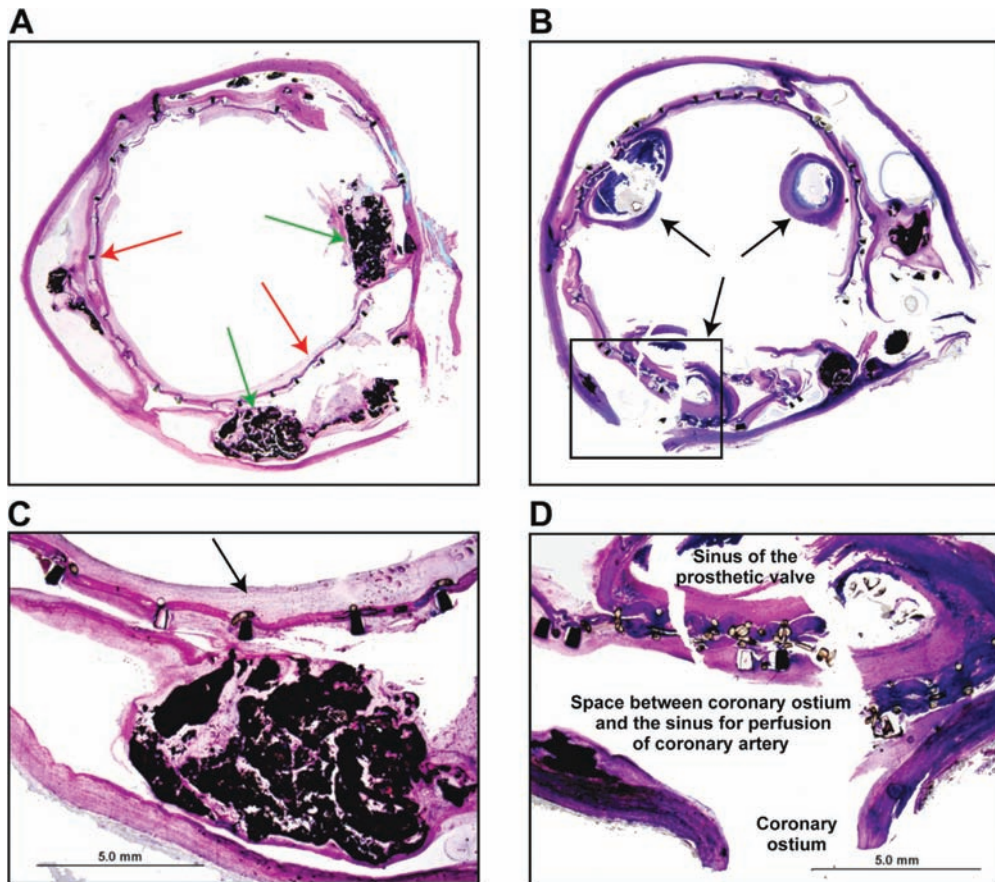 A
B
C
5.0 mm
D
Sinus of the
prosthetic valve
Space between coronary ostium
and the sinus for perfusion
of coronary artery
Coronary
ostium
5.0 mm